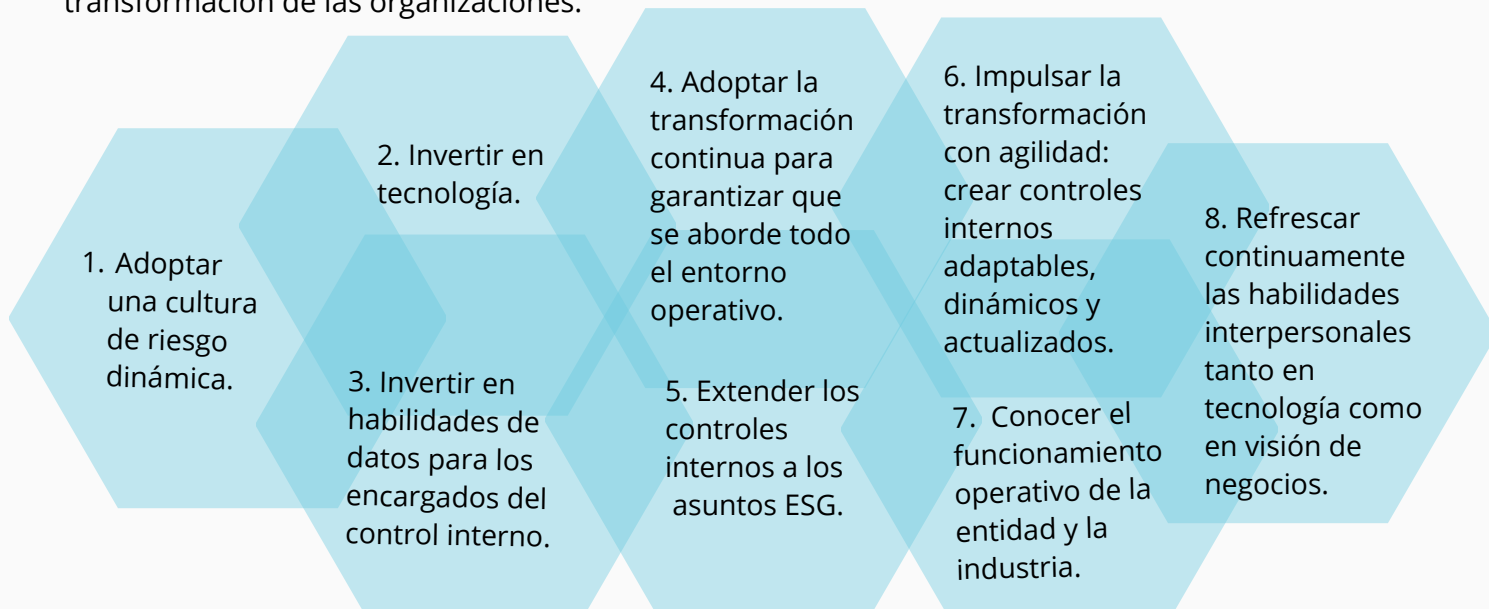 transformación de las organizaciones.
1. Adoptar
una cultura
de riesgo
dinámica.
2. Invertir en
tecnología.
3. Invertir en
habilidades de
datos para los
encargados del
control interno.
4. Adoptar la
transformación
continua para
garantizar que
se aborde todo
el entorno
operativo.
5. Extender los
controles
internos a los
asuntos ESG.
6. Impulsar la
transformación
con agilidad:
crear controles
internos
adaptables,
dinámicos y
actualizados.
7. Conocer el
funcionamiento
operativo de la
entidad y la
industria.
8. Refrescar
continuamente
las habilidades
interpersonales
tanto en
tecnología como
en visión de
negocios.